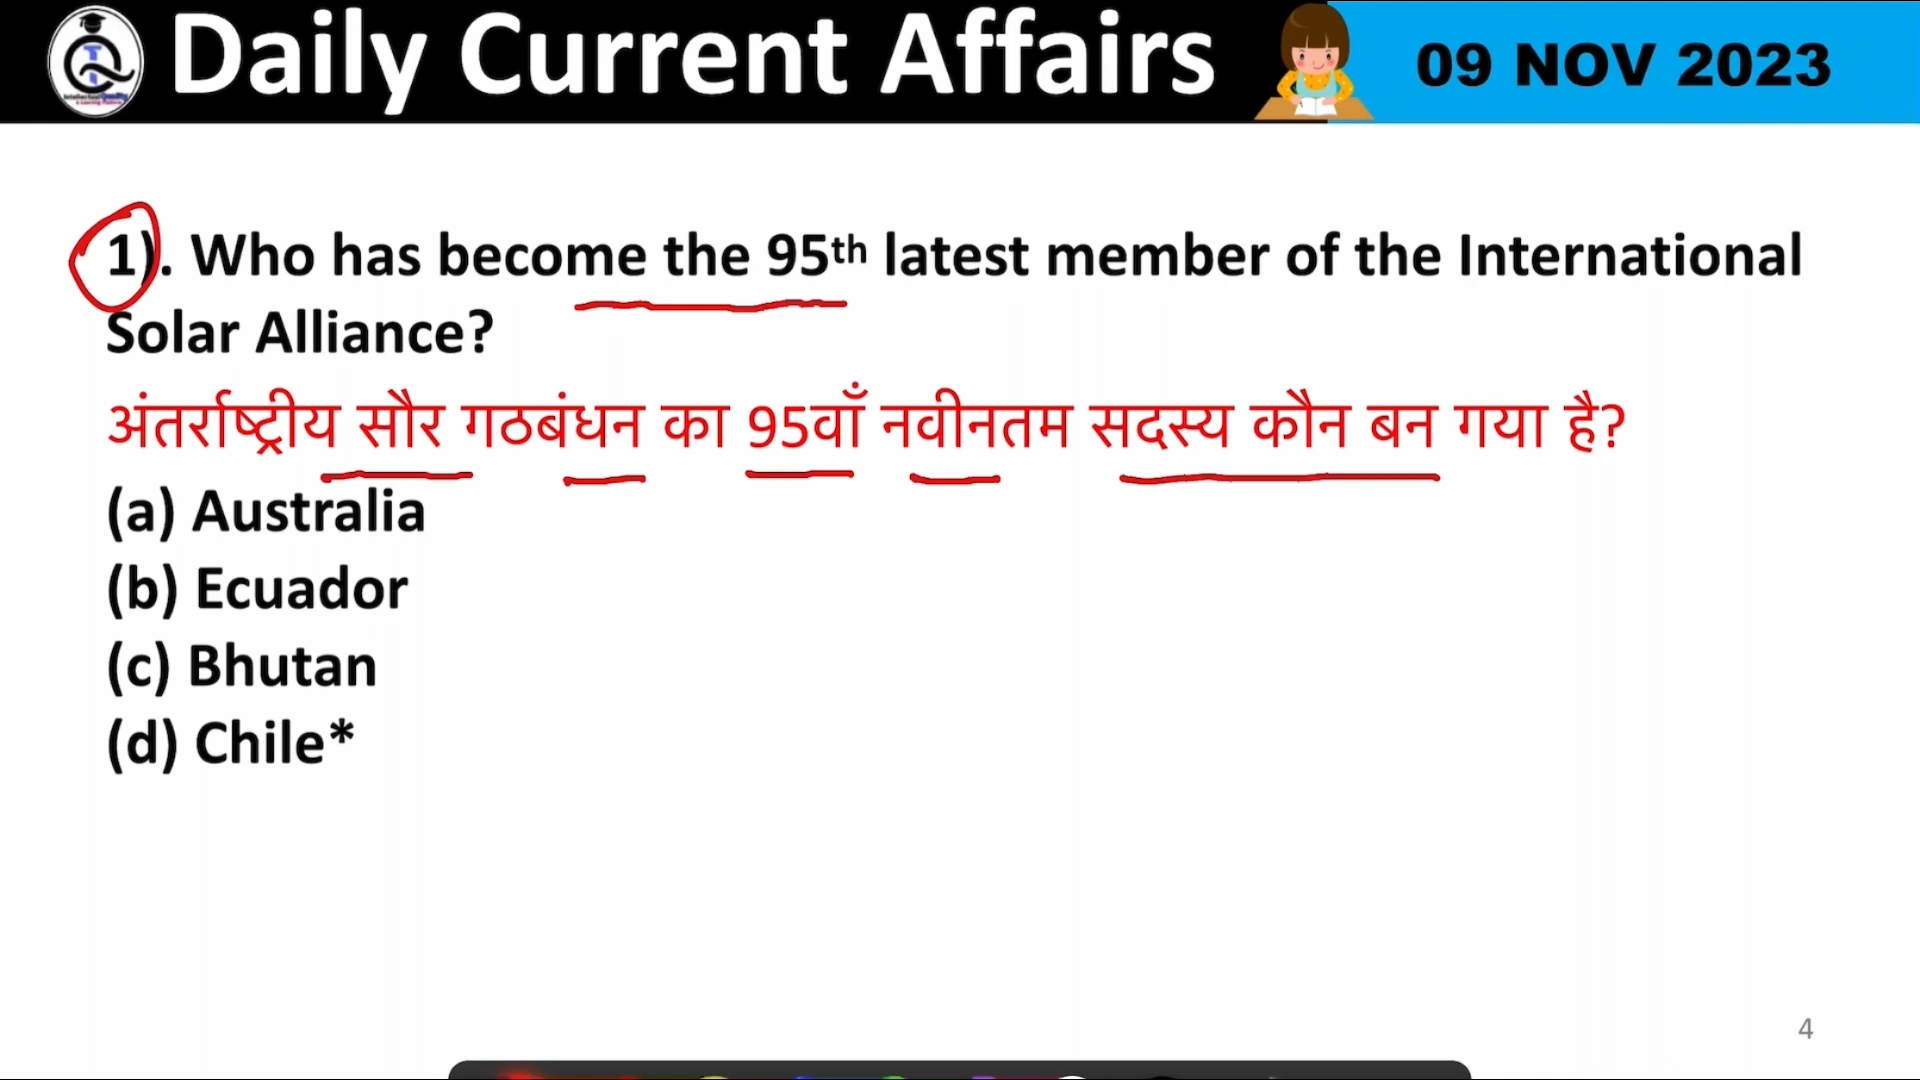 Daily Current Affairs
09 NOV 2023
1). Who has become the 95th latest member of the International
Solar Alliance?
अंतर्राष्ट्रीय सौर गठबंधन का 95वाँ नवीनतम सदस्य कौन बन गया है?
(a) Australia
(b) Ecuador
(c) Bhutan
(d) Chile*
4